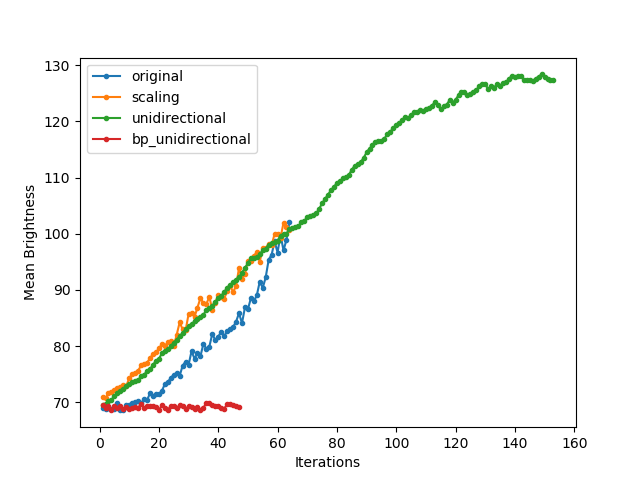 130
120
110
100
90
80
70
Mean Brightness
original
scaling
unidirectional
bp_unidirectional
0 20 40 60 80 100 120 140 160
Iterations